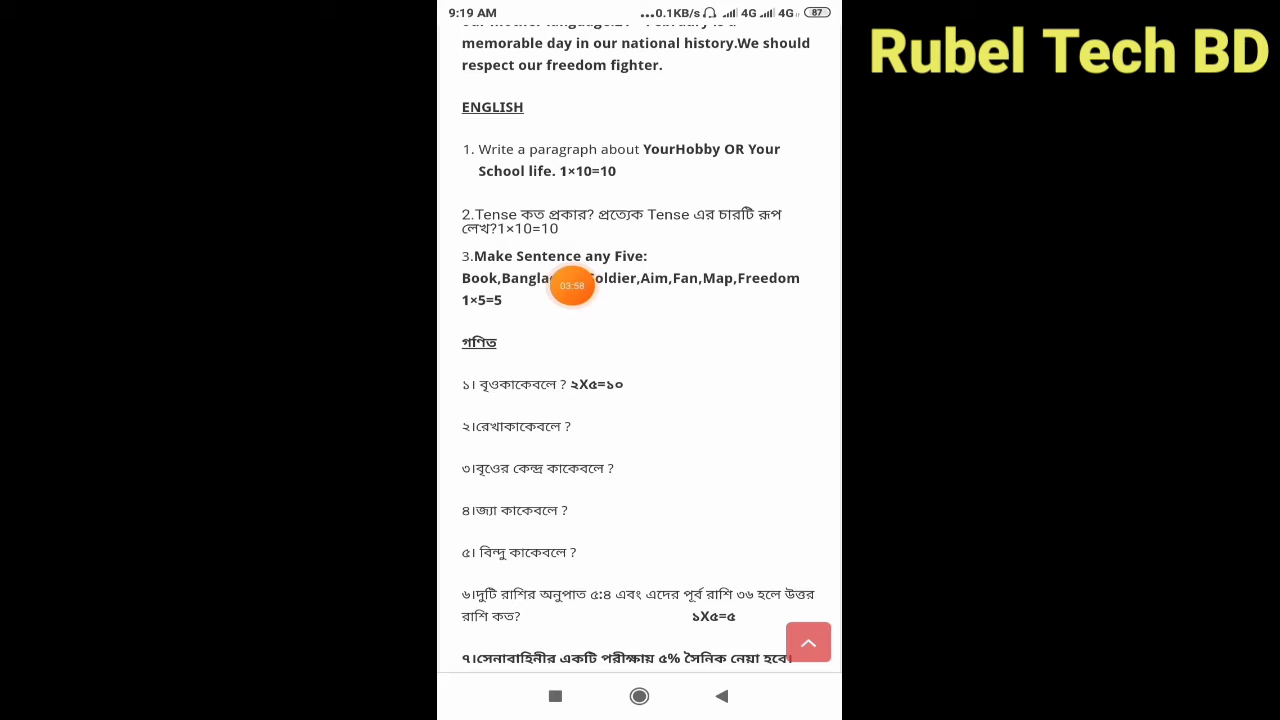 9:19 AM
...0.1KB/s 4G 4G 87
Rubel Tech BD
memorable day in our national history.We should
respect our freedom fighter.
ENGLISH
1. Write a paragraph about YourHobby OR Your
School life. 1×10=10
2.Tense কত প্রকার? প্রত্যেক Tense এর চারটি রূপ
লেখ?1×10=10
3.Make Sentence any Five:
03:58
oldier,Aim,Fan,Map,Freedom
1×5=5
গণিত
১। বৃওকাকেবলে ? ২X৫=১০
২।রেখাকাকেবলে ?
৩।বৃওের কেন্দ্র কাকেবলে ?
৪।জ্যা কাকেবলে ?
৫। বিন্দু কাকেবলে ?
৬।দুটি রাশির অনুপাত ৫:৪ এবং এদের পূর্ব রাশি ৩৬ হলে উত্তর
রাশি কত? ১X৫=৫
৭।সেনাবাহিনীর একটি পরীক্ষায় ৫% সৈনিক নেয়া হবে।